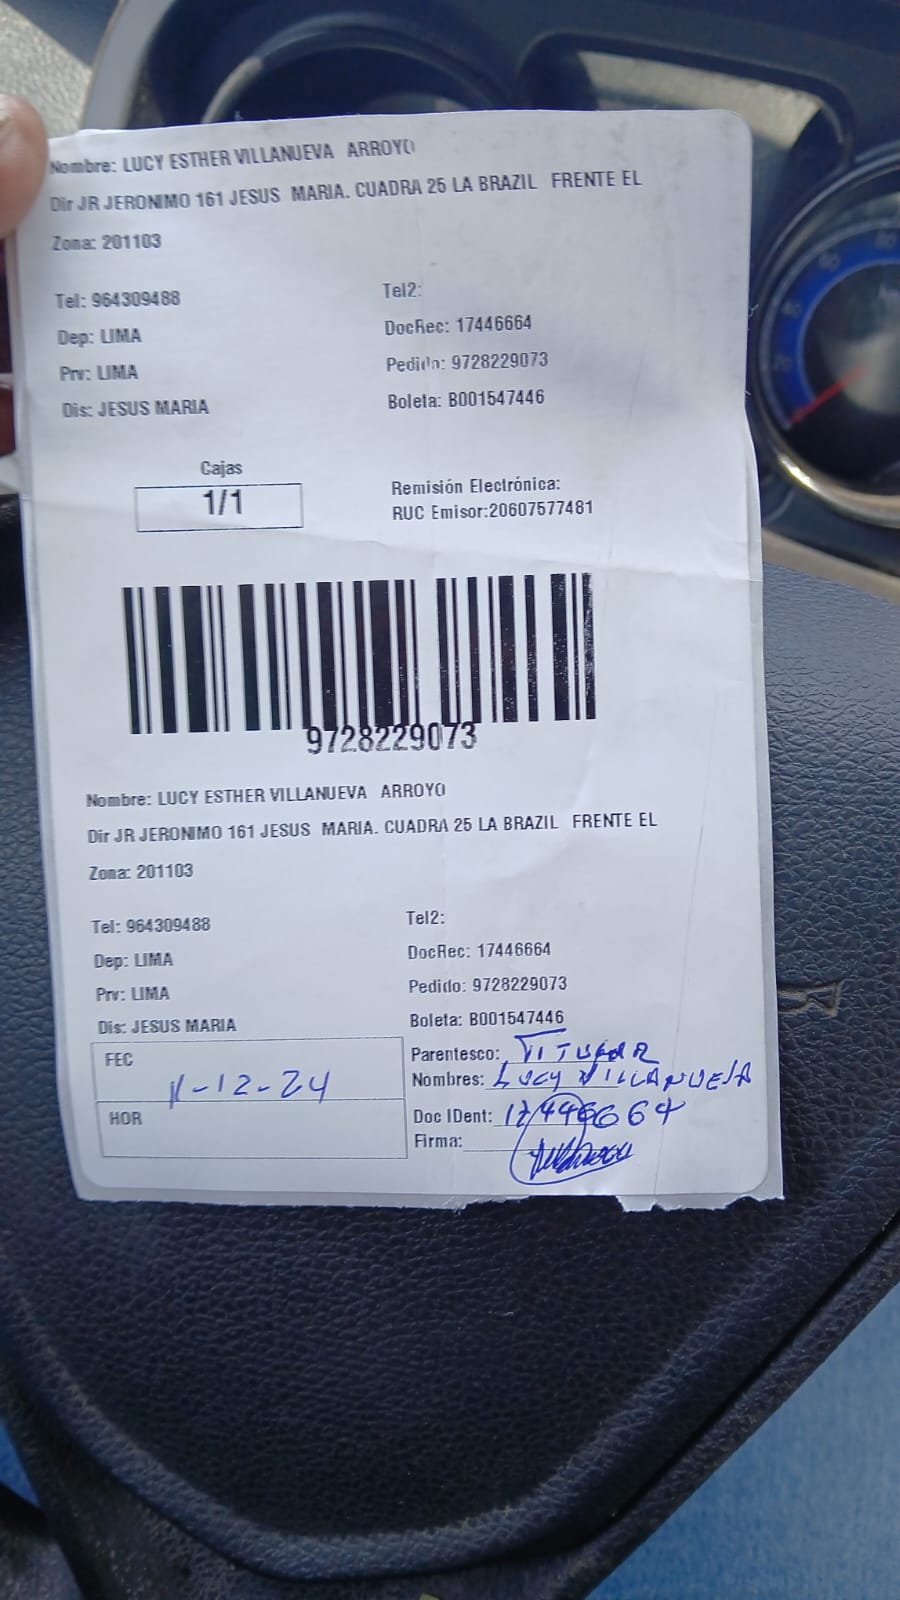 Nombre: LUCY ESTHER VILLANUEVA ARROYO
Dir JR JERONIMO 161 JESUS MARIA. CUADRA 25 LA BRAZIL FRENTE EL
Zona: 201103
Tel: 964309488 Tel2:
Dep: LIMA DocRec: 17446664
Prv: LIMA Pedido: 9728229073
Dis: JESUS MARIA Boleta: B001547446
Cajas
1/1
Remisión Electrónica:
RUC Emisor:20607577481
9728229073
Nombre: LUCY ESTHER VILLANUEVA ARROYO
Dir JR JERONIMO 161 JESUS MARIA. CUADRA 25 LA BRAZIL FRENTE EL
Zona: 201103
Tel: 964309488 Tel2:
Dep: LIMA DocRec: 17446664
Prv: LIMA Pedido: 9728229073
Dis: JESUS MARIA Boleta: B001547446
FEC 11-12-24
HOR
Parentesco: TITULAR
Nombres: LUCY VILLANUEVA
Doc IDent: 17446664
Firma: